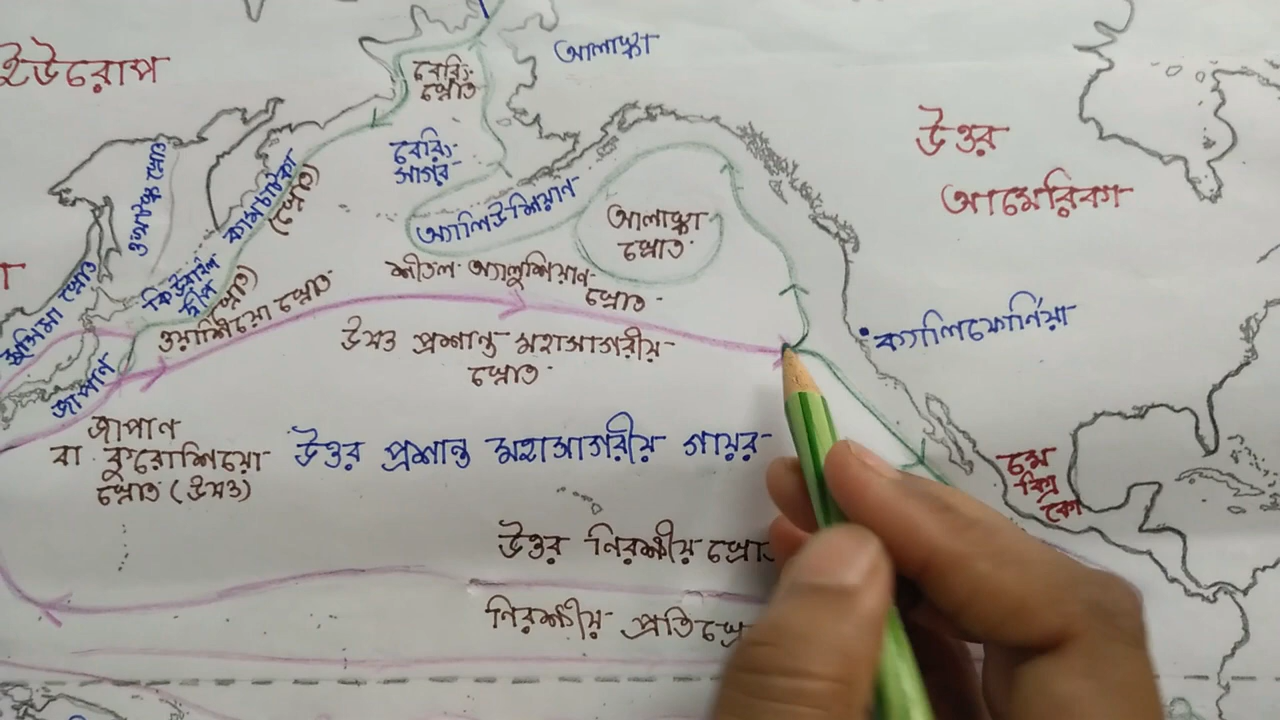 ইউরোপ
আলাস্কা
বেরিং
স্রোত
উত্তর
আমেরিকা
বেরিং
সাগর
ওখটস্ক স্রোত
কামচাটকা
স্রোত)
অ্যালিউশিয়ান
আলাস্কা
স্রোত
শীতল অ্যালুশিয়ান
স্রোত
কিউরাইল
দ্বীপ
স্রোত)
ওয়াশিয়ো স্রোত
সুসিমা স্রোত
জাপান
উষ্ণ প্রশান্ত মহাসাগরীয়
স্রোত
ক্যালিফোর্নিয়া
জাপান
বা কুরোশিয়ো
স্রোত (উষ্ণ)
উত্তর প্রশান্ত মহাসাগরীয় গায়র
মে
কো
উত্তর নিরক্ষীয়
নিরক্ষীয়